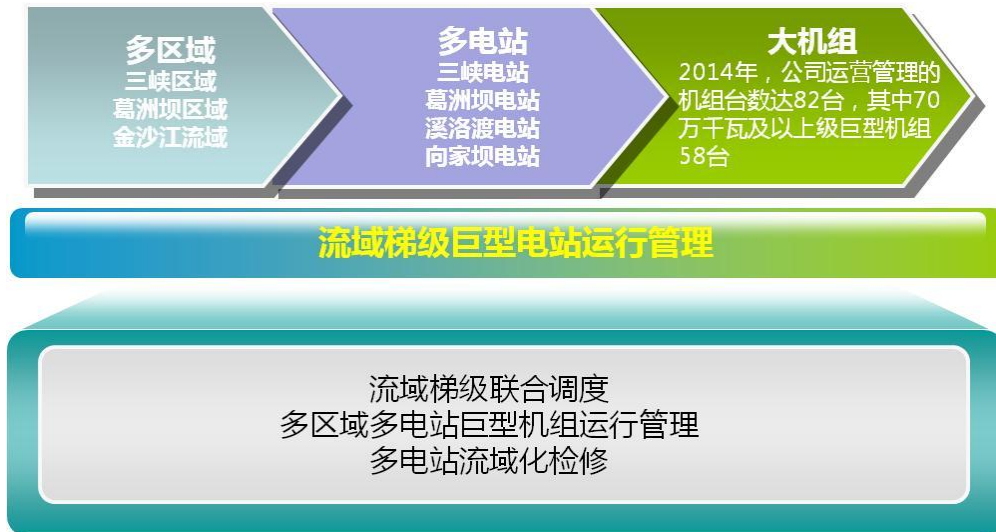 多区域
三峡区域
葛洲坝区域
金沙江流域
多电站
三峡电站
葛洲坝电站
溪洛渡电站
向家坝电站
大机组
2014年，公司运营管理的
机组台数达82台，其中70
万千瓦及以上级巨型机组
58台
流域梯级巨型电站运行管理
流域梯级联合调度
多区域多电站巨型机组运行管理
多电站流域化检修